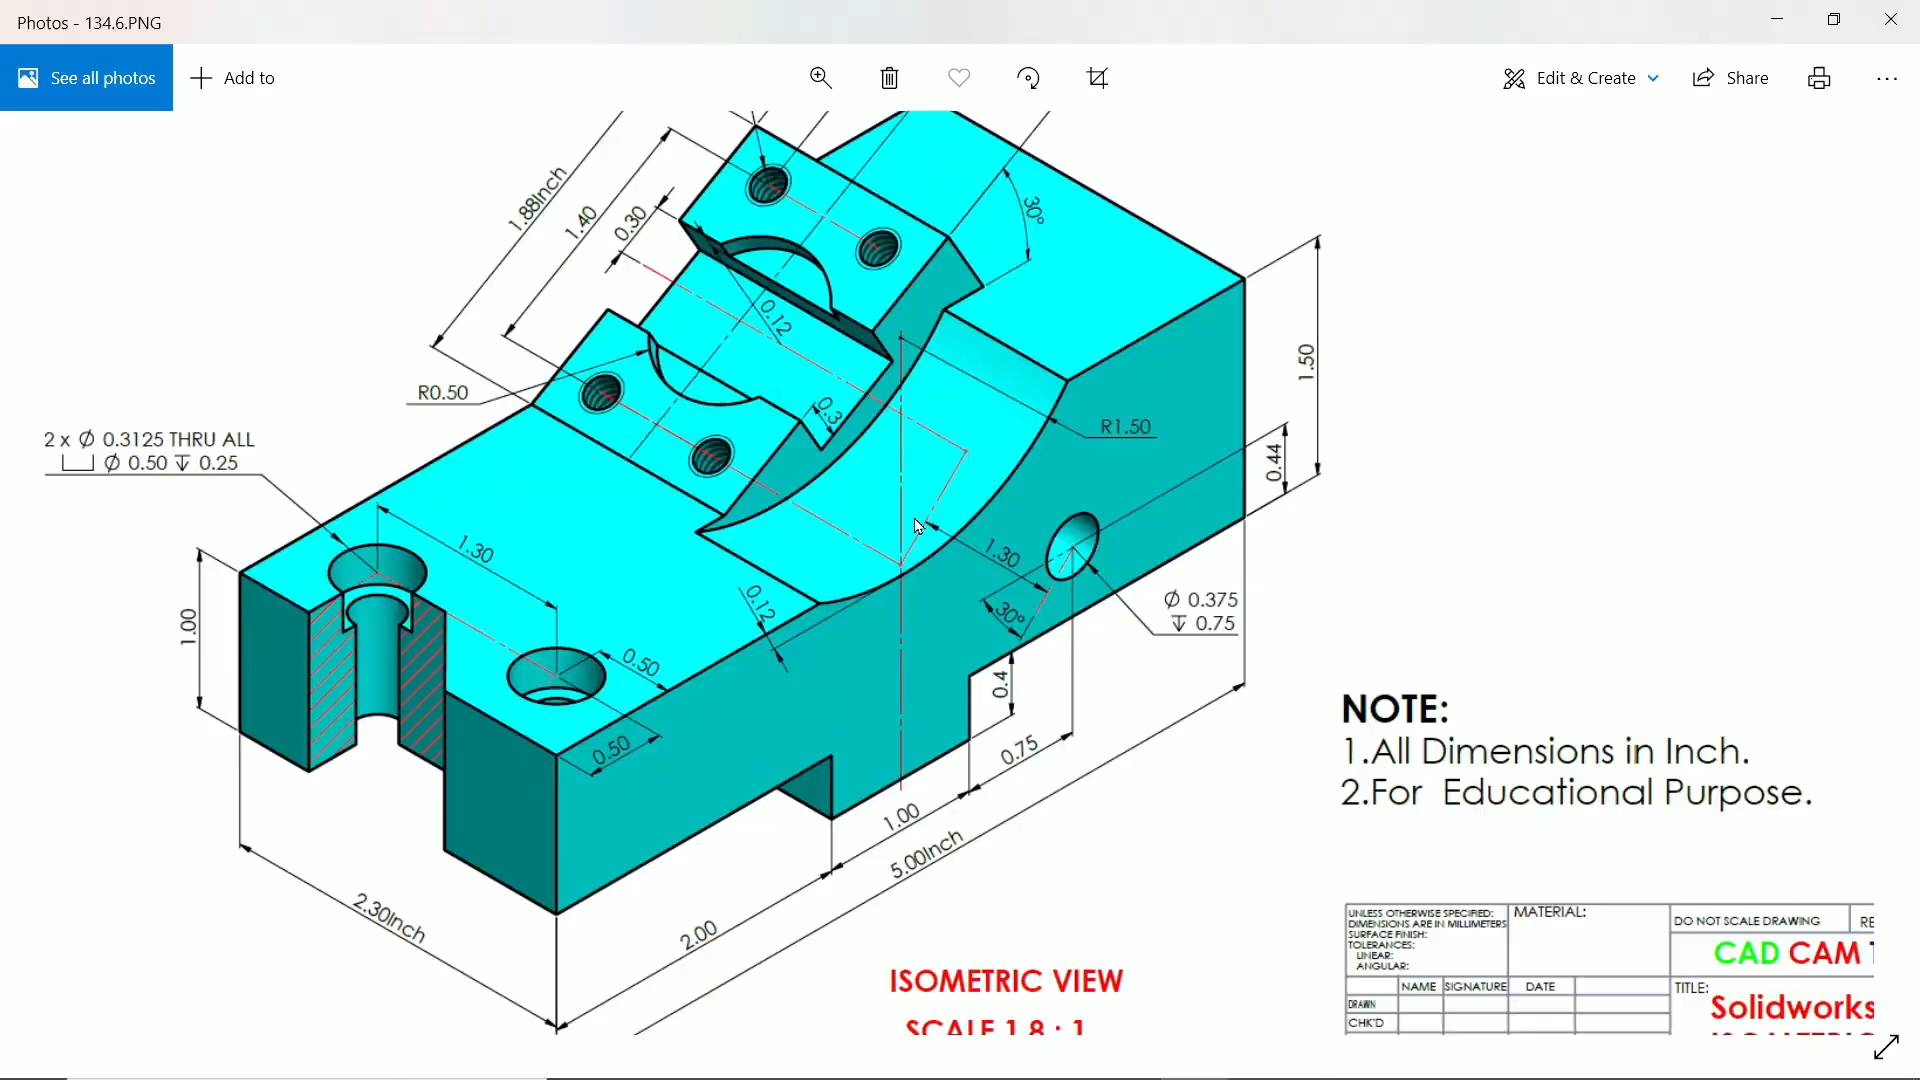 Photos - 134.6.PNG
See all photos
Add to
Edit & Create
Share
1.88Inch
1.40
0.30
30°
0.12
R0.50
0.3
R1.50
1.50
0.44
2 x Ø 0.3125 THRU ALL
⌴ Ø 0.50 ↧ 0.25
1.30
1.30
1.00
0.12
30°
Ø 0.375
↧ 0.75
0.50
0.4
0.50
0.75
1.00
5.00Inch
2.30Inch
2.00
NOTE:
1.All Dimensions in Inch.
2.For Educational Purpose.
ISOMETRIC VIEW
SCALE 1.8 : 1
UNLESS OTHERWISE SPECIFIED:
DIMENSIONS ARE IN MILLIMETERS
SURFACE FINISH:
TOLERANCES:
LINEAR:
ANGULAR:
MATERIAL:
DO NOT SCALE DRAWING
RE
CAD CAM T
NAME SIGNATURE DATE
TITLE:
DRAWN
CHK'D
Solidworks